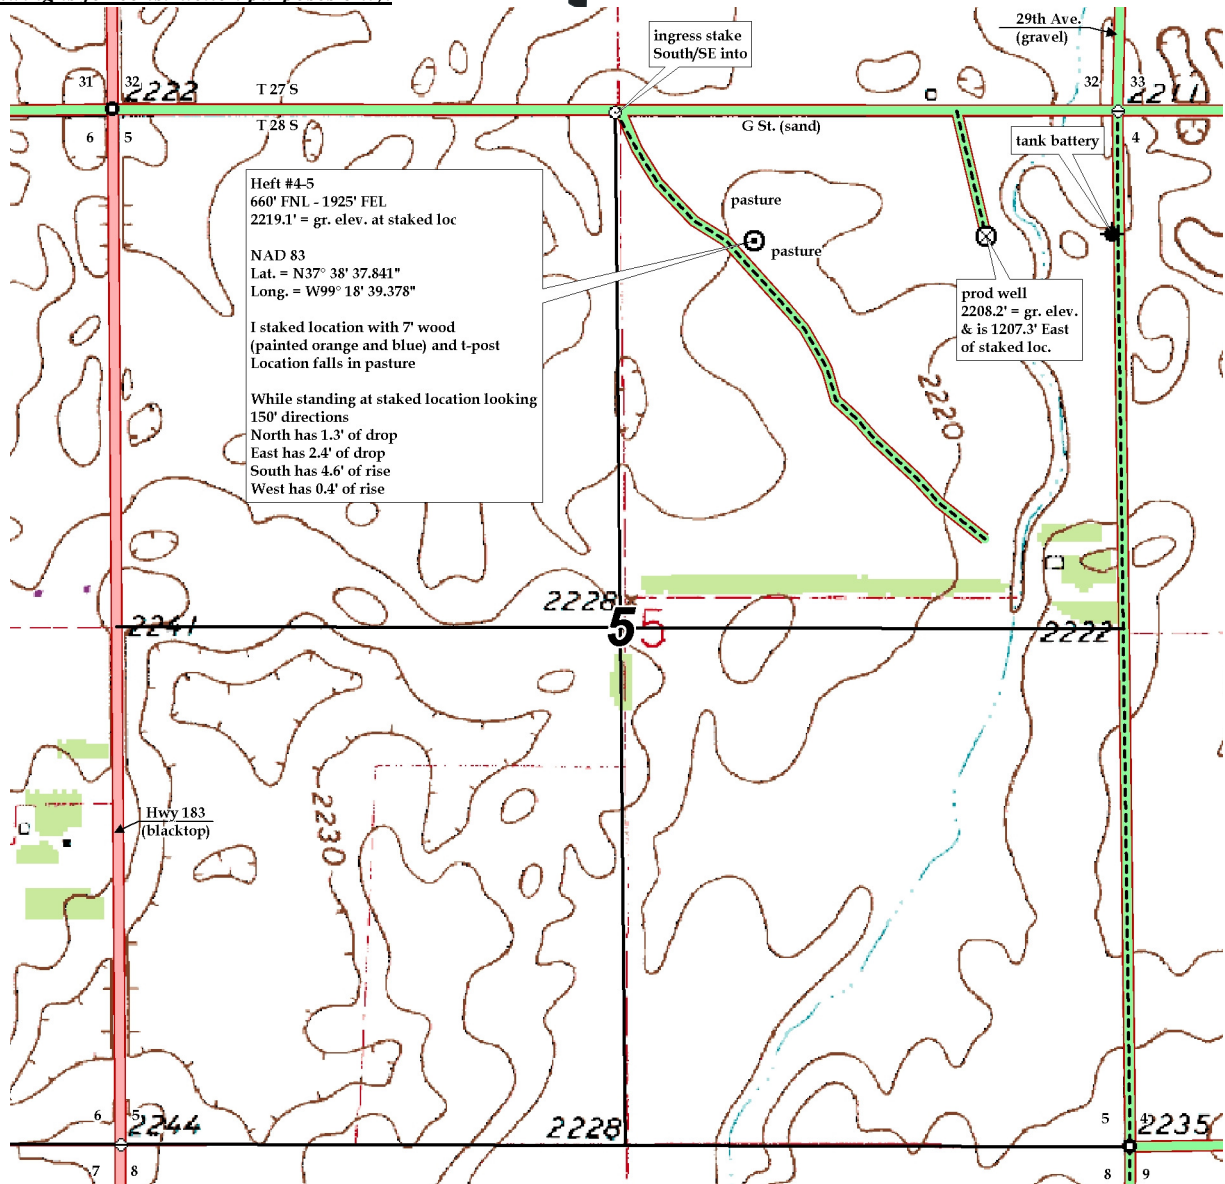 ingress stake
South/SE into
29th Ave.
(gravel)
31
32
2222
T 27 S
32
33
2211
6
5
T 28 S
G St. (sand)
4
tank battery
Heft #4-5
660' FNL - 1925' FEL
2219.1' = gr. elev. at staked loc
NAD 83
Lat. = N37° 38' 37.841"
Long. = W99° 18' 39.378"
I staked location with 7' wood
(painted orange and blue) and t-post
Location falls in pasture
While standing at staked location looking
150' directions
North has 1.3' of drop
East has 2.4' of drop
South has 4.6' of rise
West has 0.4' of rise
pasture
pasture
prod well
2208.2' = gr. elev.
& is 1207.3' East
of staked loc.
2220
2228
2241
5
5
2222
2230
Hwy 183
(blacktop)
6
5
2244
2228
5
4
2235
7
8
8
9